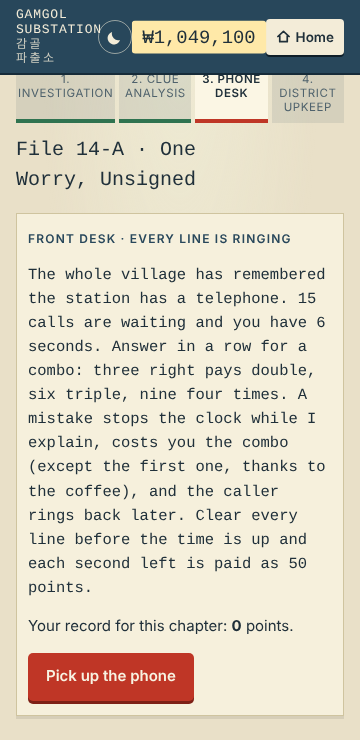 GAMGOL
SUBSTATION
감골
파출소
₩1,049,100
Home
1.
INVESTIGATION
2. CLUE
ANALYSIS
3. PHONE
DESK
4.
DISTRICT
UPKEEP
File 14-A · One
Worry, Unsigned
FRONT DESK · EVERY LINE IS RINGING
The whole village has remembered
the station has a telephone. 15
calls are waiting and you have 6
seconds. Answer in a row for a
combo: three right pays double,
six triple, nine four times. A
mistake stops the clock while I
explain, costs you the combo
(except the first one, thanks to
the coffee), and the caller
rings back later. Clear every
line before the time is up and
each second left is paid as 50
points.
Your record for this chapter: 0 points.
Pick up the phone